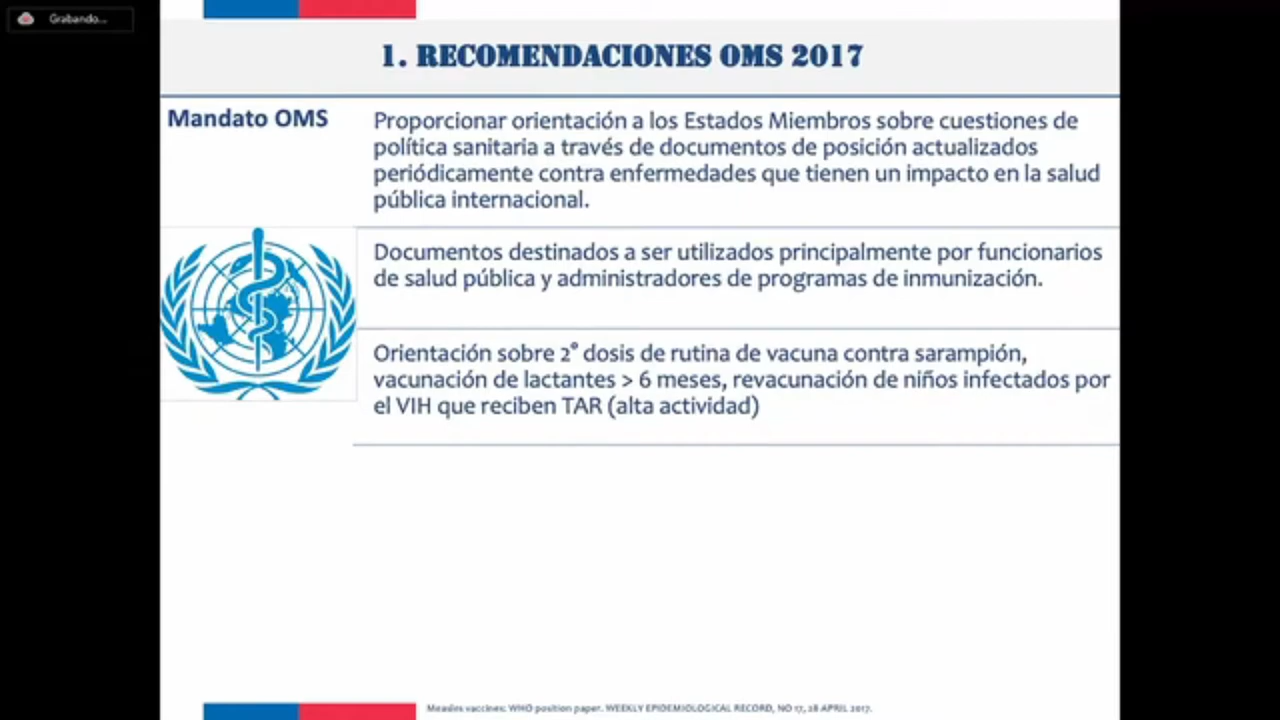 Grabando...
1. RECOMENDACIONES OMS 2017
Mandato OMS
Proporcionar orientación a los Estados Miembros sobre cuestiones de
política sanitaria a través de documentos de posición actualizados
periódicamente contra enfermedades que tienen un impacto en la salud
pública internacional.
Documentos destinados a ser utilizados principalmente por funcionarios
de salud pública y administradores de programas de inmunización.
Orientación sobre 2° dosis de rutina de vacuna contra sarampión,
vacunación de lactantes > 6 meses, revacunación de niños infectados por
el VIH que reciben TAR (alta actividad)
Measles vaccines: WHO position paper. WEEKLY EPIDEMIOLOGICAL RECORD, NO 17, 28 APRIL 2017.